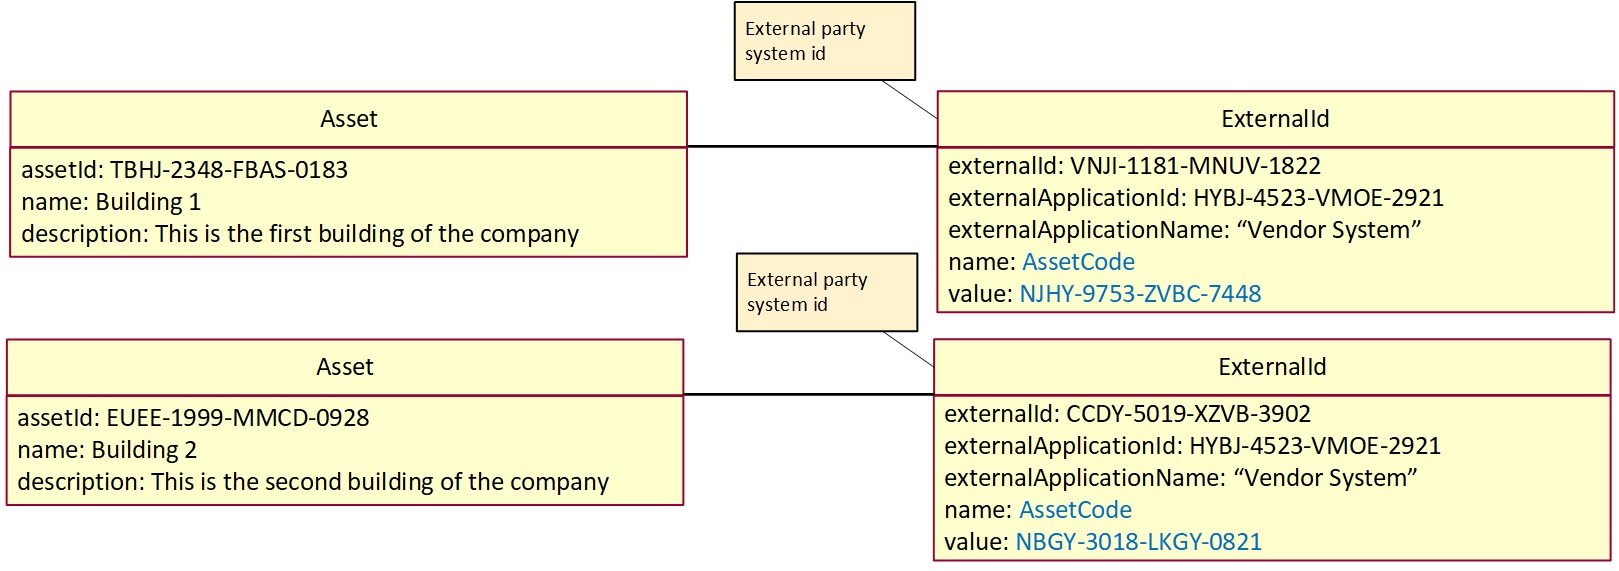 External party
system id
Asset
assetId: TBHJ-2348-FBAS-0183
name: Building 1
description: This is the first building of the company
ExternalId
externalId: VNJI-1181-MNUV-1822
externalApplicationId: HYBJ-4523-VMOE-2921
externalApplicationName: “Vendor System”
name: AssetCode
value: NJHY-9753-ZVBC-7448
External party
system id
Asset
assetId: EUEE-1999-MMCD-0928
name: Building 2
description: This is the second building of the company
ExternalId
externalId: CCDY-5019-XZVB-3902
externalApplicationId: HYBJ-4523-VMOE-2921
externalApplicationName: “Vendor System”
name: AssetCode
value: NBGY-3018-LKGY-0821